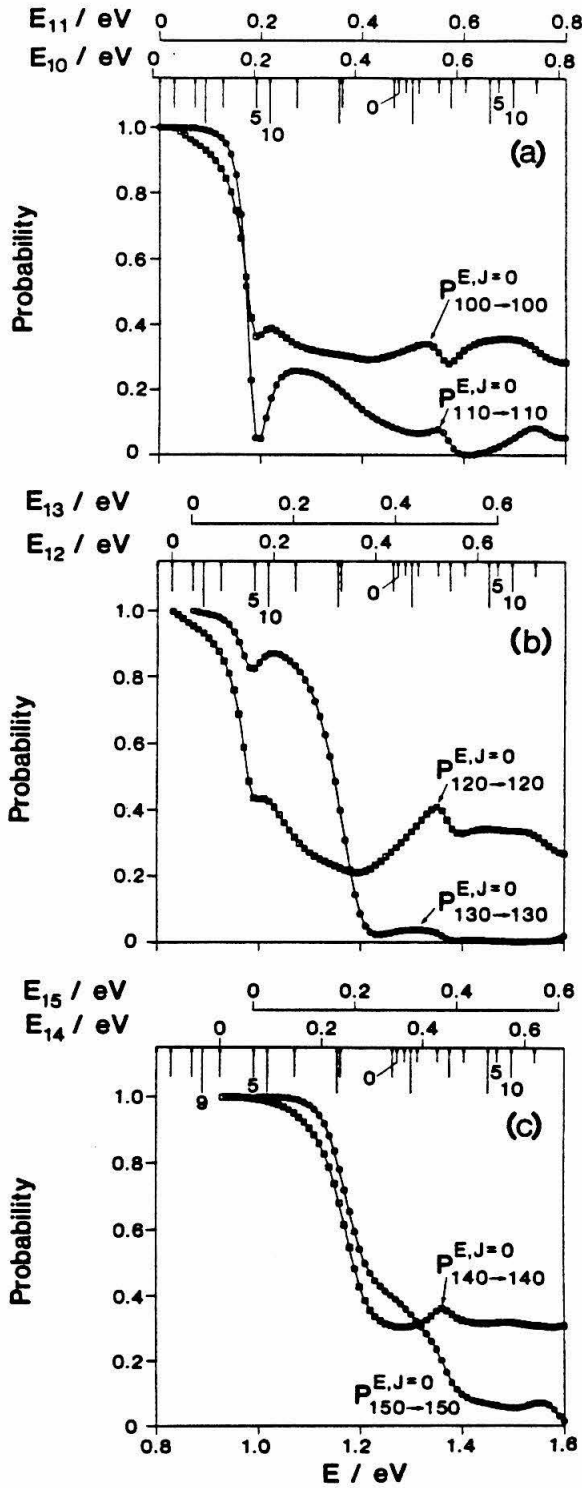 E11 / eV 0 0.2 0.4 0.6 0.8
E10 / eV 0 0.2 0.4 0.6 0.8
5 10 0 5 10
(a)
1.0
0.8
0.6
0.4
0.2
0
Probability
P E,J=0 100→100
P E,J=0 110→110
E13 / eV 0 0.2 0.4 0.6
E12 / eV 0 0.2 0.4 0.6
5 10 0 5 10
(b)
1.0
0.8
0.6
0.4
0.2
0
Probability
P E,J=0 120→120
P E,J=0 130→130
E15 / eV 0 0.2 0.4 0.6
E14 / eV 0 0.2 0.4 0.6
9 5 0 5 10
(c)
1.0
0.8
0.6
0.4
0.2
0
Probability
P E,J=0 140→140
P E,J=0 150→150
0.8 1.0 1.2 1.4 1.6
E / eV